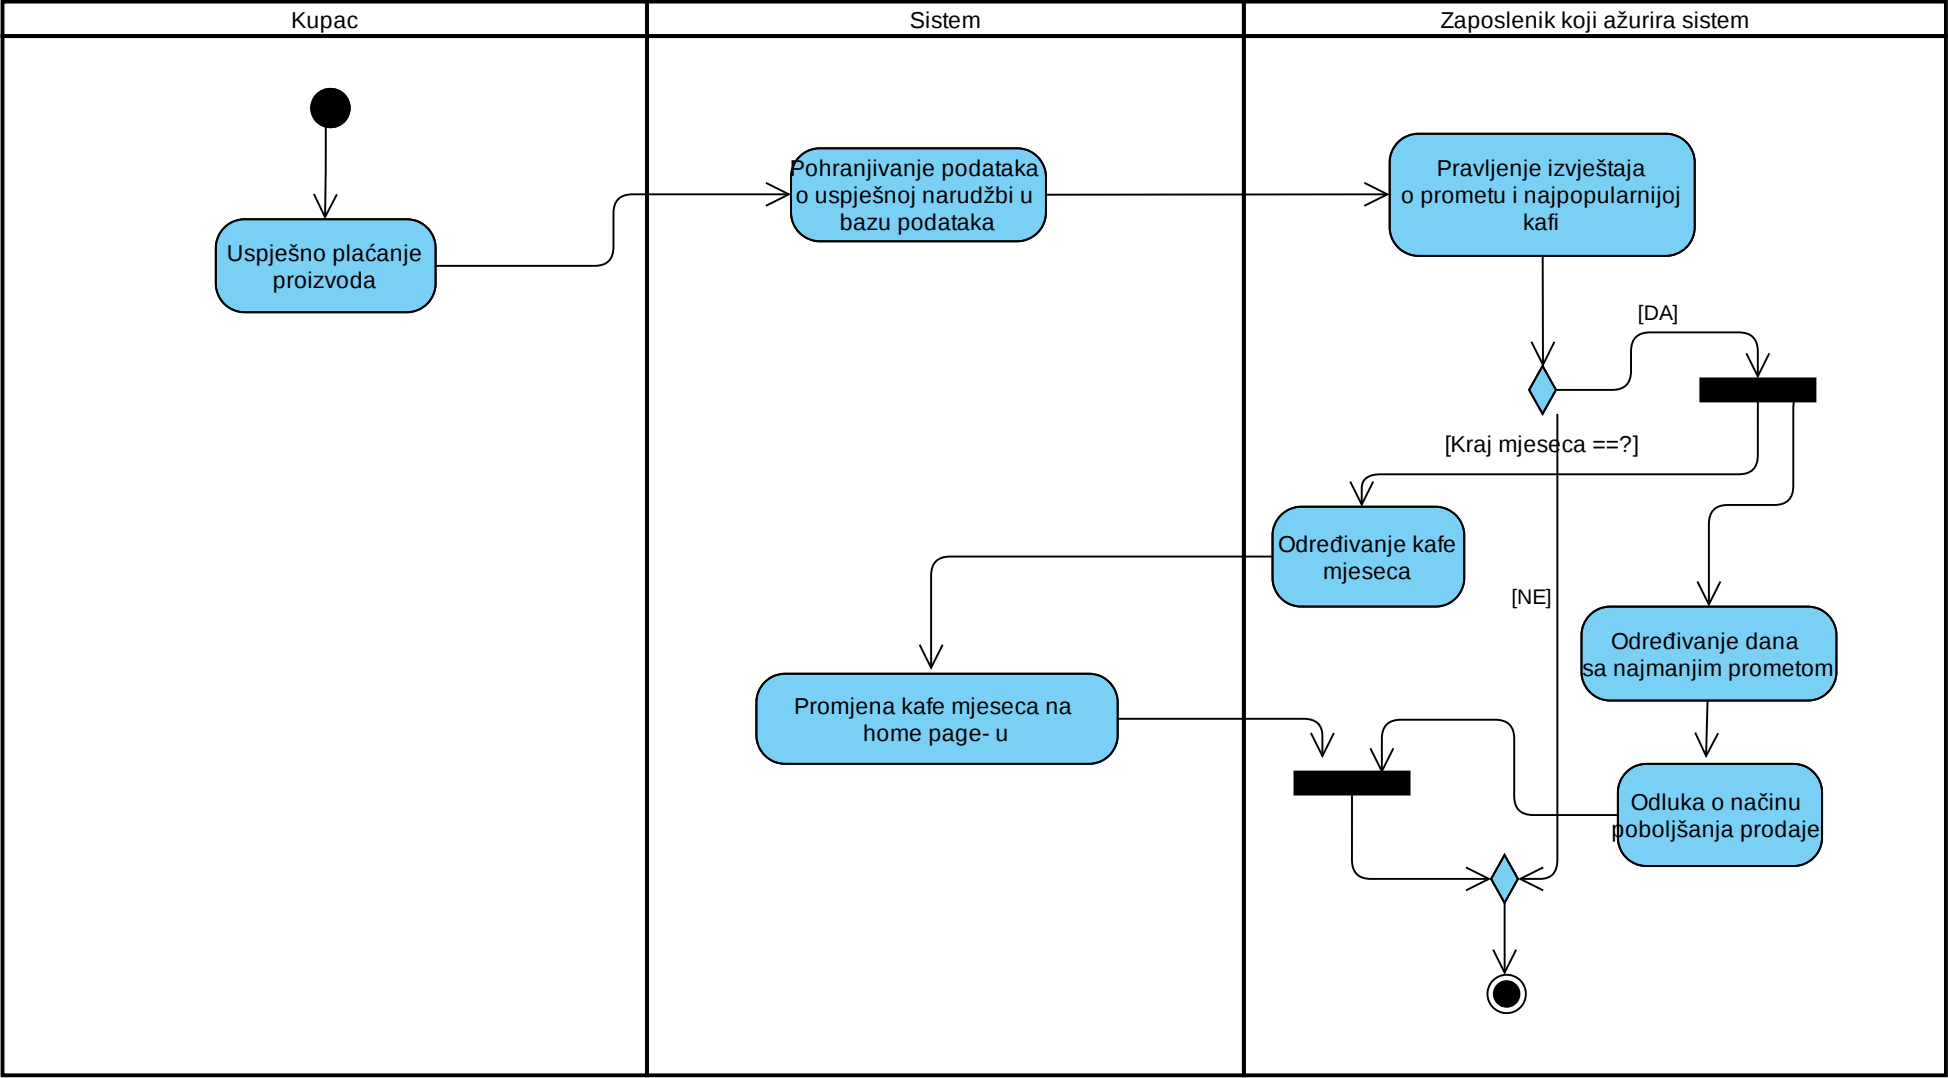 Kupac
Sistem
Zaposlenik koji ažurira sistem
Uspješno plaćanje
proizvoda
Pohranjivanje podataka
o uspješnoj narudžbi u
bazu podataka
Pravljenje izvještaja
o prometu i najpopularnijoj
kafi
[DA]
[Kraj mjeseca ==?]
Određivanje kafe
mjeseca
[NE]
Određivanje dana
sa najmanjim prometom
Promjena kafe mjeseca na
home page- u
Odluka o načinu
poboljšanja prodaje